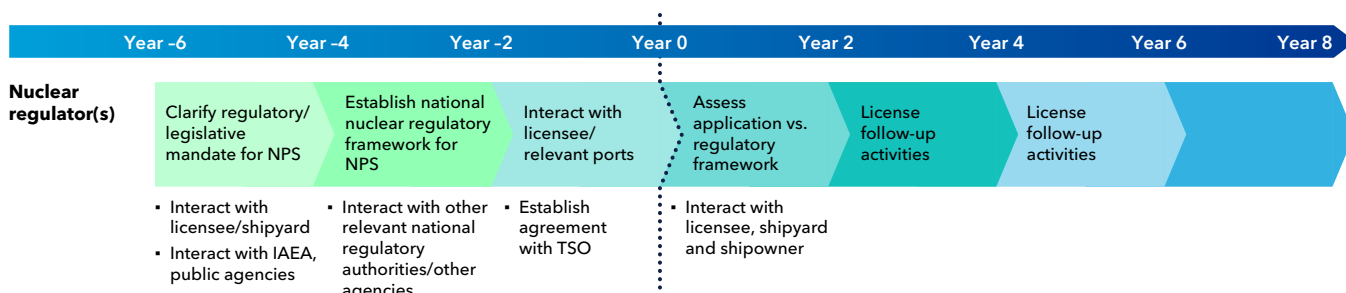 Year –6 Year –4 Year –2 Year 0 Year 2 Year 4 Year 6 Year 8
Nuclear
regulator(s)
Clarify regulatory/
legislative
mandate for NPS
Establish national
nuclear regulatory
framework for
NPS
Interact with
licensee/
relevant ports
Assess
application vs.
regulatory
framework
License
follow-up
activities
License
follow-up
activities
▪ Interact with
licensee/shipyard
▪ Interact with IAEA,
public agencies
▪ Interact with other
relevant national
regulatory
authorities/other
agencies
▪ Establish
agreement
with TSO
▪ Interact with
licensee, shipyard
and shipowner